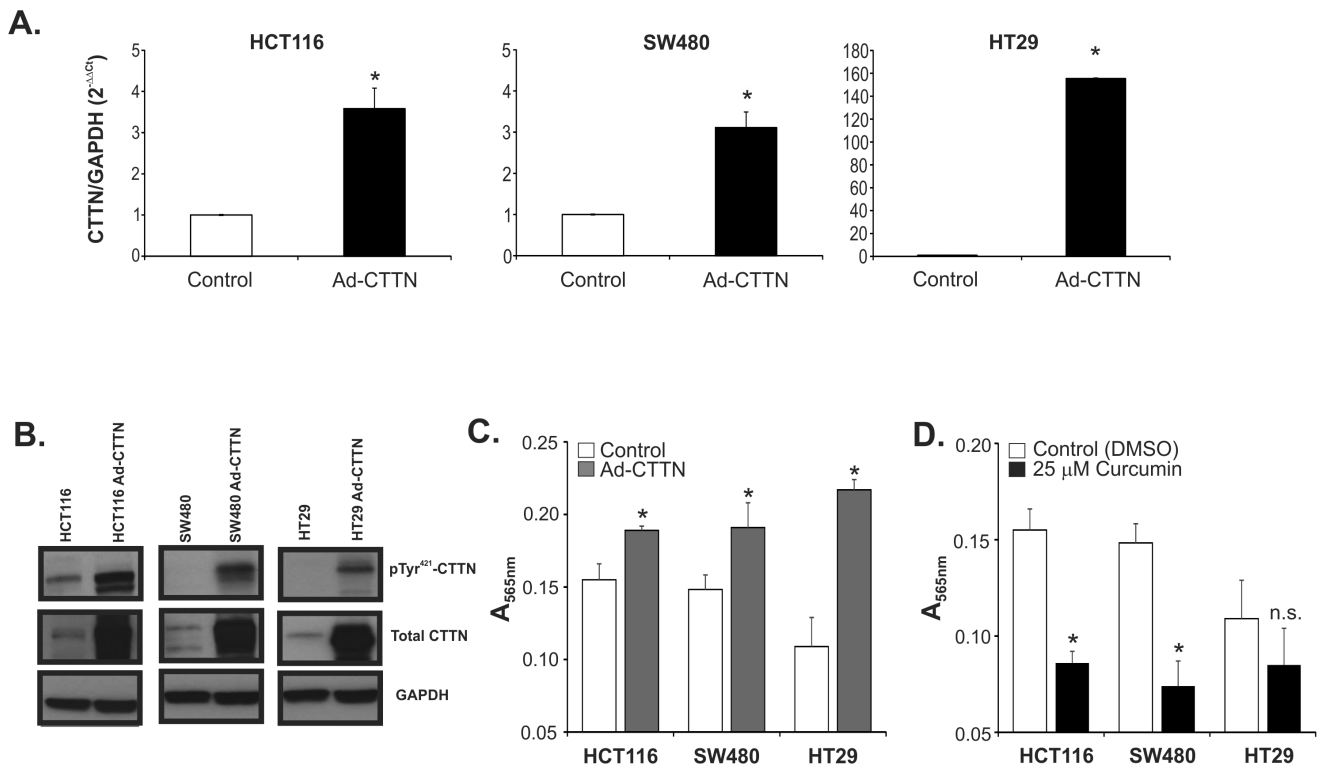 A.
HCT116
SW480
HT29
CTTN/GAPDH (2^-ΔΔCt)
5
4
3
2
1
0
*
Control
Ad-CTTN
5
4
3
2
1
0
*
Control
Ad-CTTN
180
160
140
120
100
80
60
40
20
0
*
Control
Ad-CTTN
B.
HCT116
HCT116 Ad-CTTN
SW480
SW480 Ad-CTTN
HT29
HT29 Ad-CTTN
pTyr⁴²¹-CTTN
Total CTTN
GAPDH
C.
A565nm
0.25
0.20
0.15
0.10
0.05
Control
Ad-CTTN
*
*
*
HCT116
SW480
HT29
D.
A565nm
0.20
0.15
0.10
0.05
Control (DMSO)
25 μM Curcumin
*
*
n.s.
HCT116
SW480
HT29